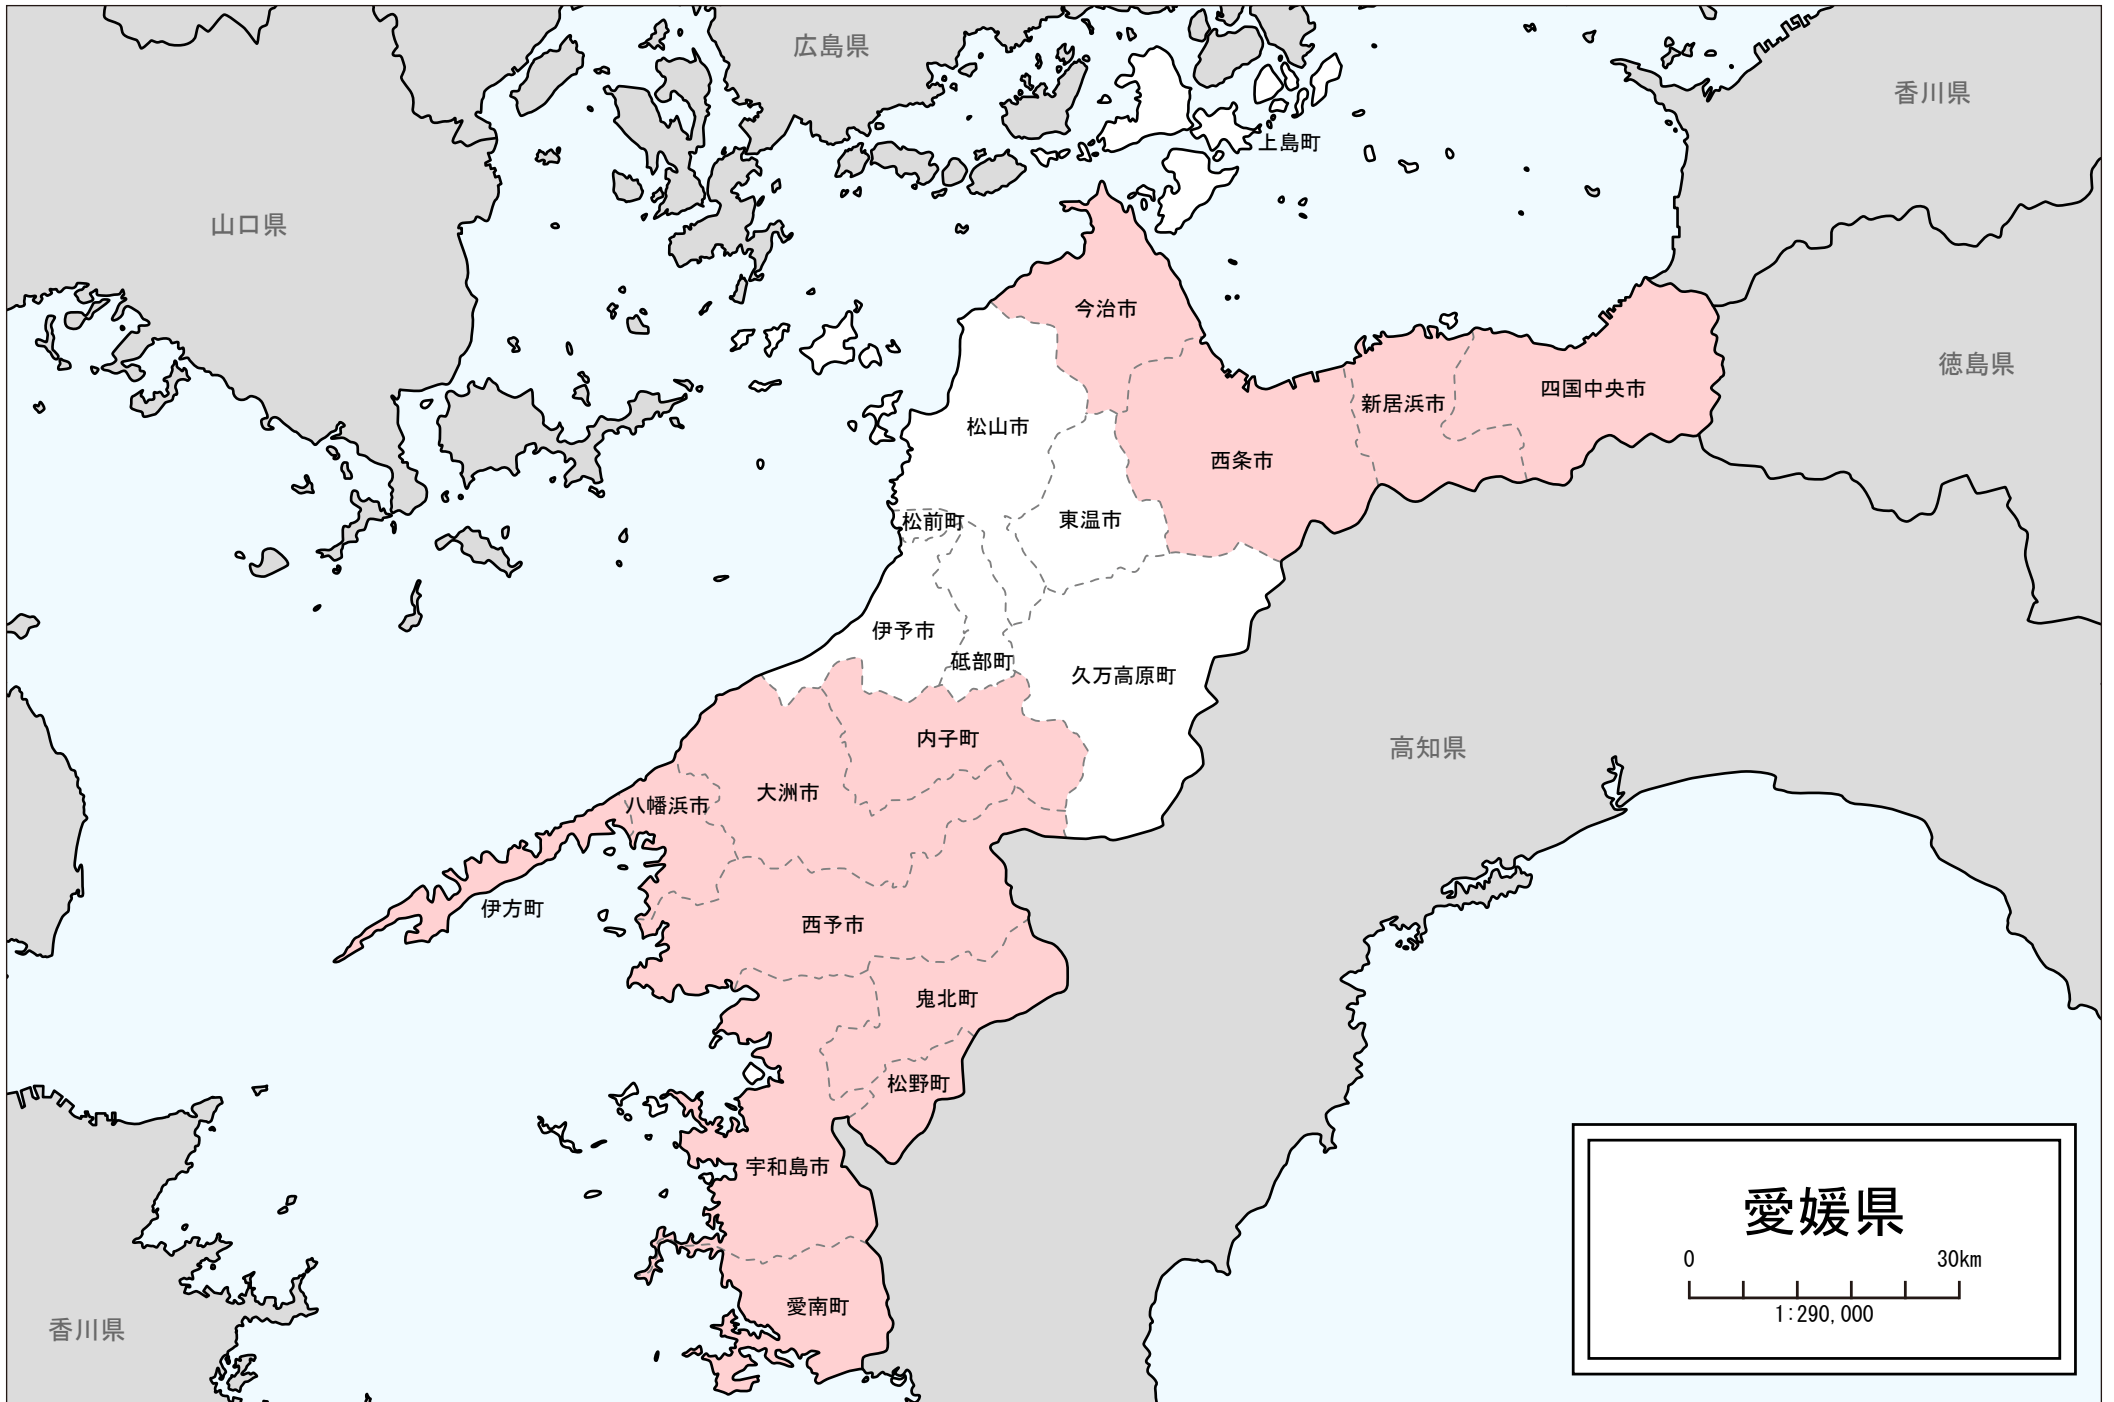 広島県
香川県
上島町
山口県
今治市
徳島県
四国中央市
新居浜市
松山市
西条市
松前町
東温市
伊予市
砥部町
久万高原町
内子町
高知県
大洲市
八幡浜市
伊方町
西予市
鬼北町
松野町
宇和島市
愛南町
香川県
愛媛県
0 30km
1:290,000